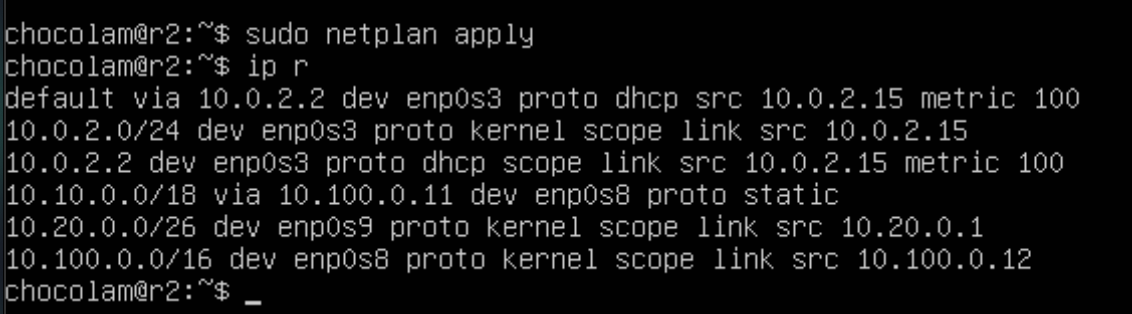 chocolam@r2:~$ sudo netplan apply
chocolam@r2:~$ ip r
default via 10.0.2.2 dev enp0s3 proto dhcp src 10.0.2.15 metric 100
10.0.2.0/24 dev enp0s3 proto kernel scope link src 10.0.2.15
10.0.2.2 dev enp0s3 proto dhcp scope link src 10.0.2.15 metric 100
10.10.0.0/18 via 10.100.0.11 dev enp0s8 proto static
10.20.0.0/26 dev enp0s9 proto kernel scope link src 10.20.0.1
10.100.0.0/16 dev enp0s8 proto kernel scope link src 10.100.0.12
chocolam@r2:~$ _